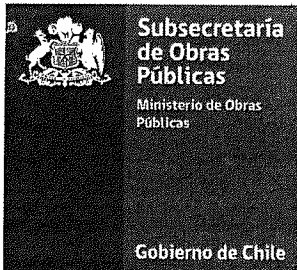 Subsecretaría
de Obras
Públicas
Ministerio de Obras
Públicas
Gobierno de Chile